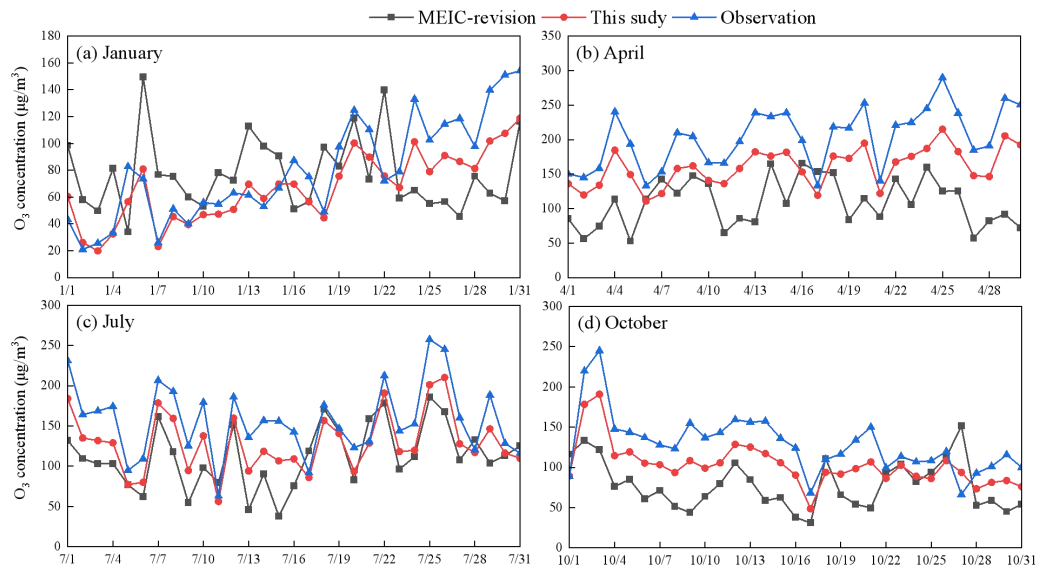 MEIC-revision This sudy Observation
(a) January
O₃ concentration (μg/m³)
180
160
140
120
100
80
60
40
20
0
1/1 1/4 1/7 1/10 1/13 1/16 1/19 1/22 1/25 1/28 1/31
(b) April
350
300
250
200
150
100
50
0
4/1 4/4 4/7 4/10 4/13 4/16 4/19 4/22 4/25 4/28
(c) July
O₃ concentration (μg/m³)
300
250
200
150
100
50
0
7/1 7/4 7/7 7/10 7/13 7/16 7/19 7/22 7/25 7/28 7/31
(d) October
300
250
200
150
100
50
0
10/1 10/4 10/7 10/10 10/13 10/16 10/19 10/22 10/25 10/28 10/31